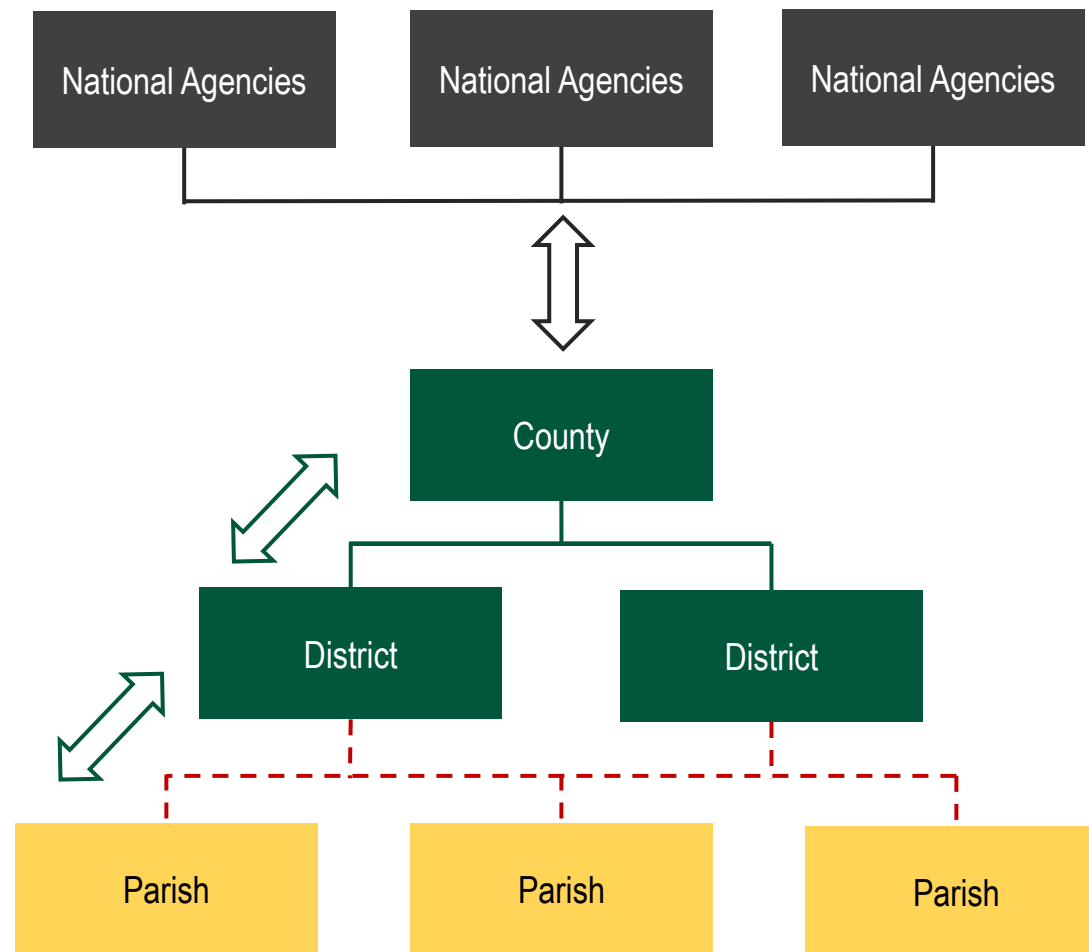 National Agencies
National Agencies
National Agencies
County
District
District
Parish
Parish
Parish